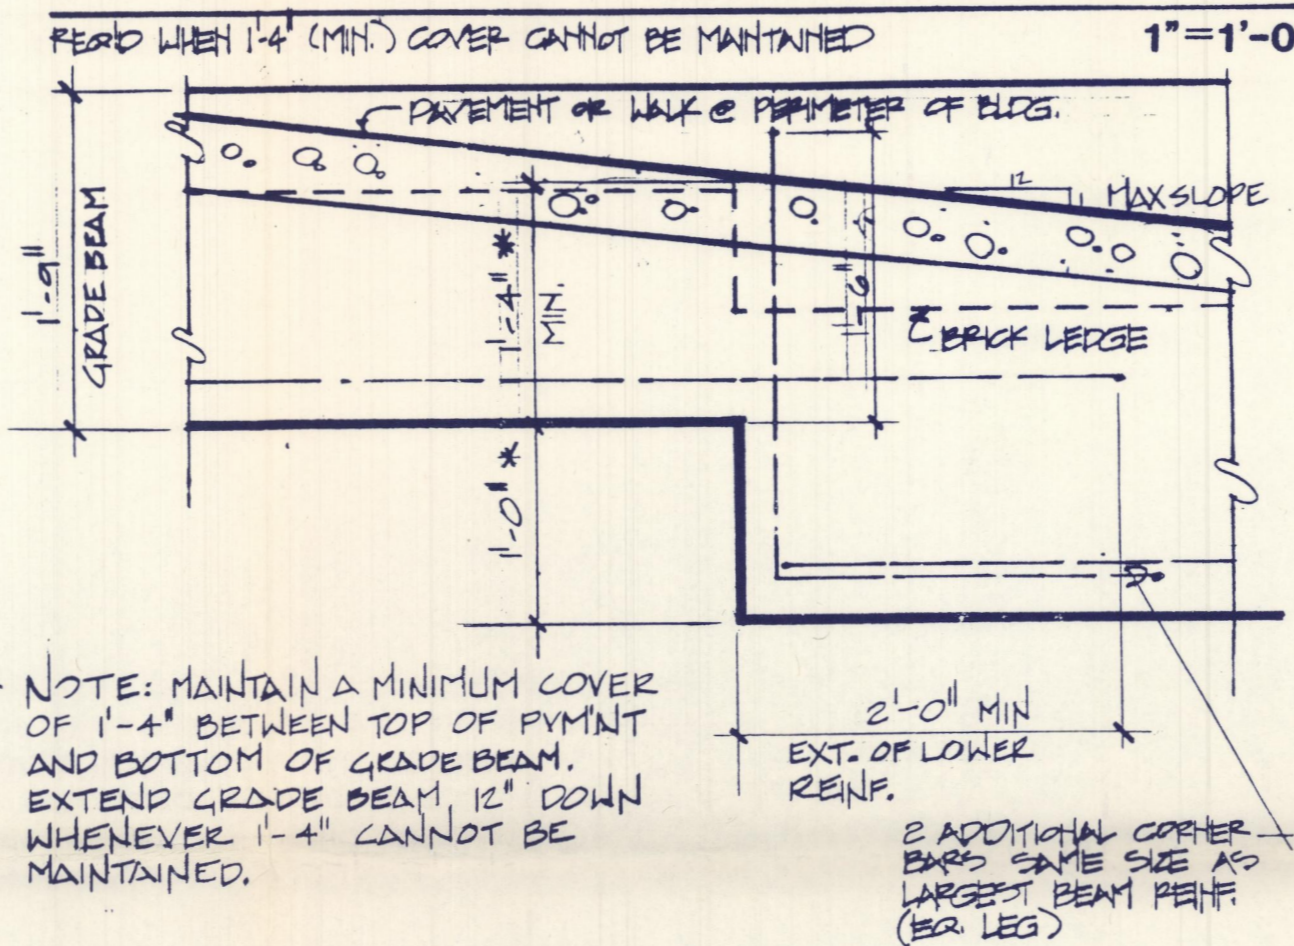 REQ'D WHEN 1'-4" (MIN.) COVER CANNOT BE MAINTAINED
1"=1'-0
PAVEMENT OR WALK @ PERIMETER OF BLDG.
12
1
MAX SLOPE
1'-9"
GRADE BEAM
1'-4" *
MIN.
1'-6"
BRICK LEDGE
1'-0" *
NOTE: MAINTAIN A MINIMUM COVER
OF 1'-4" BETWEEN TOP OF PVM'NT
AND BOTTOM OF GRADE BEAM.
EXTEND GRADE BEAM 12" DOWN
WHENEVER 1'-4" CANNOT BE
MAINTAINED.
2'-0" MIN
EXT. OF LOWER
REINF.
2 ADDITIONAL CORNER
BARS SAME SIZE AS
LARGEST BEAM REINF.
(EQ. LEG)